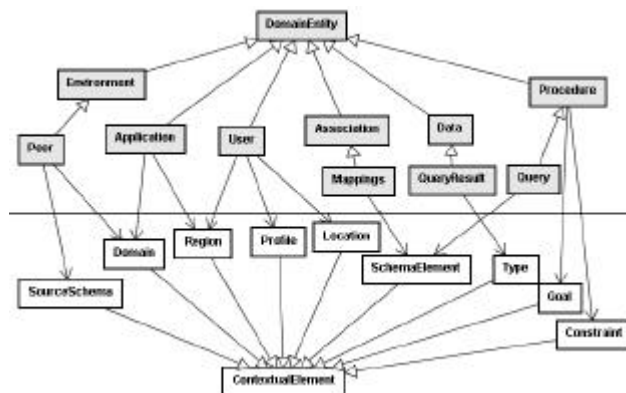 DomainEntity
Environment
Procedure
Application
User
Association
Data
Peer
Mappings
QueryResult
Query
Domain
Region
Profile
Location
SchemaElement
Type
SourceSchema
Goal
Constraint
ContextualElement